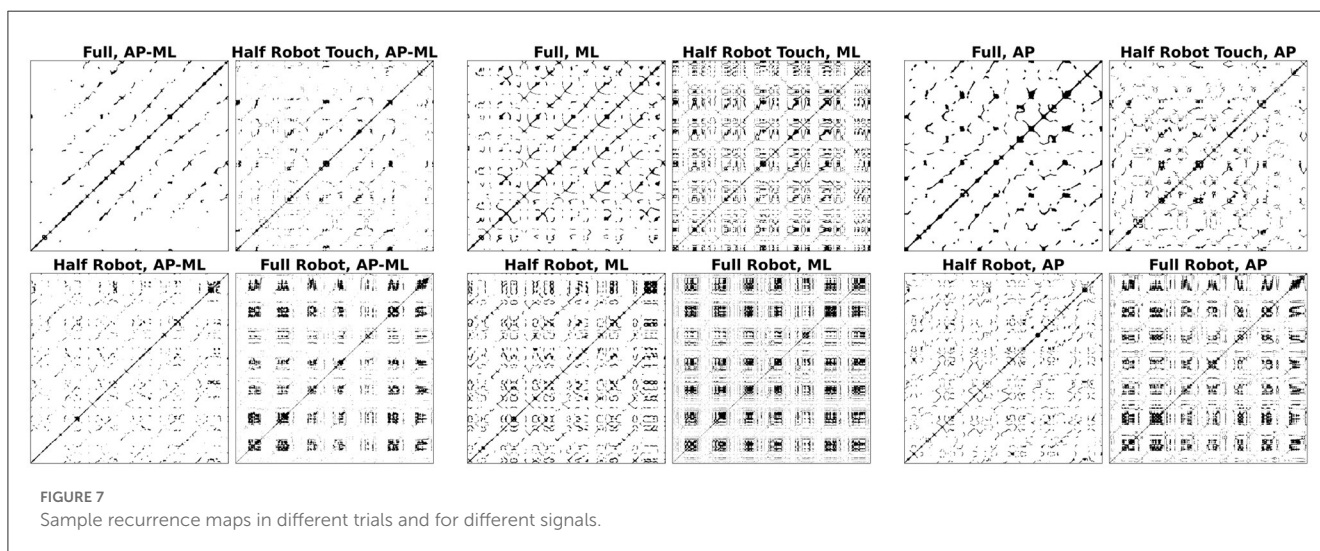 Full, AP-ML
Half Robot Touch, AP-ML
Full, ML
Half Robot Touch, ML
Full, AP
Half Robot Touch, AP
Half Robot, AP-ML
Full Robot, AP-ML
Half Robot, ML
Full Robot, ML
Half Robot, AP
Full Robot, AP
FIGURE 7
Sample recurrence maps in different trials and for different signals.